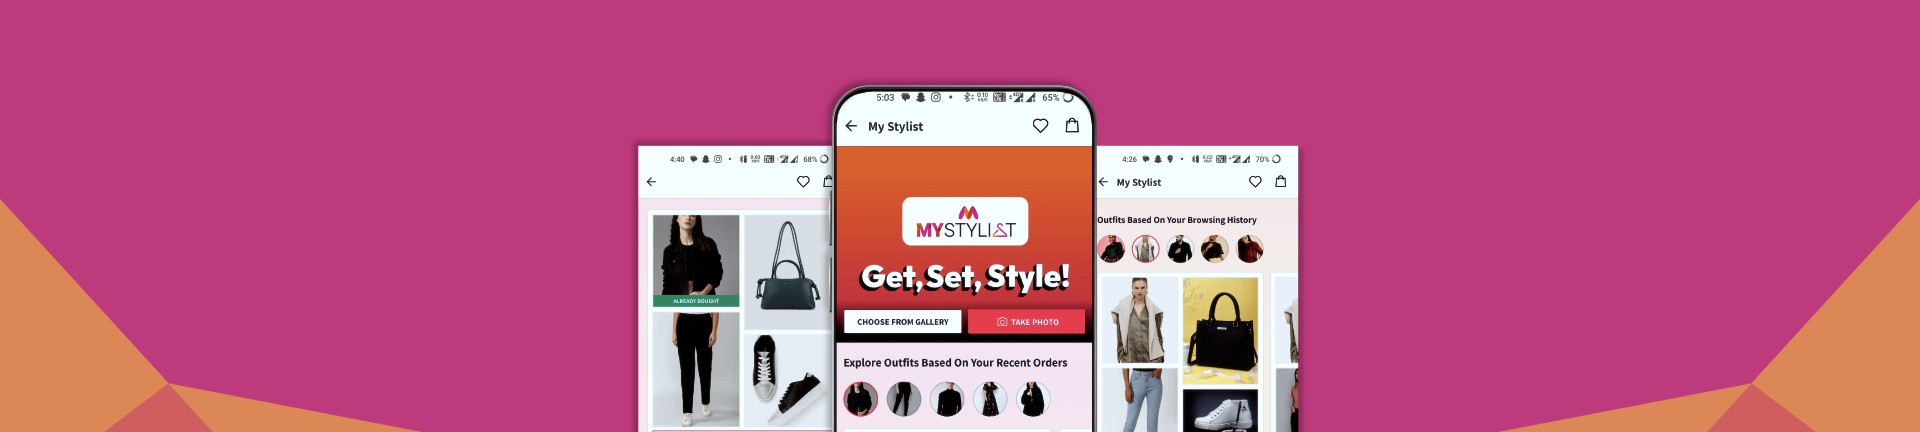 4:40
68%
ALREADY BOUGHT
5:03
65%
My Stylist
MYSTYLIST
Get, Set, Style!
CHOOSE FROM GALLERY
TAKE PHOTO
Explore Outfits Based On Your Recent Orders
4:26
70%
My Stylist
Outfits Based On Your Browsing History